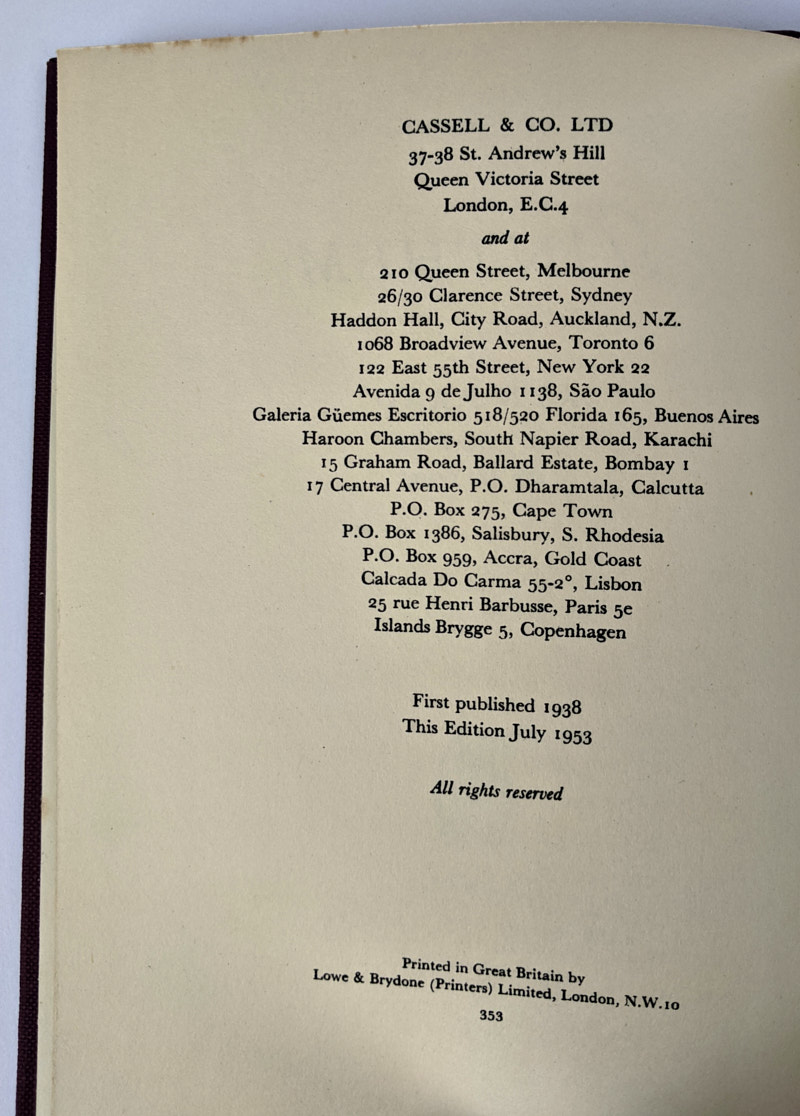 CASSELL & CO. LTD
37-38 St. Andrew's Hill
Queen Victoria Street
London, E.C.4
and at
210 Queen Street, Melbourne
26/30 Clarence Street, Sydney
Haddon Hall, City Road, Auckland, N.Z.
1068 Broadview Avenue, Toronto 6
122 East 55th Street, New York 22
Avenida 9 de Julho 1138, São Paulo
Galeria Güemes Escritorio 518/520 Florida 165, Buenos Aires
Haroon Chambers, South Napier Road, Karachi
15 Graham Road, Ballard Estate, Bombay 1
17 Central Avenue, P.O. Dharamtala, Calcutta
P.O. Box 275, Cape Town
P.O. Box 1386, Salisbury, S. Rhodesia
P.O. Box 959, Accra, Gold Coast
Calcada Do Carma 55-2°, Lisbon
25 rue Henri Barbusse, Paris 5e
Islands Brygge 5, Copenhagen
First published 1938
This Edition July 1953
All rights reserved
Printed in Great Britain by
Lowe & Brydone (Printers) Limited, London, N.W.10
353